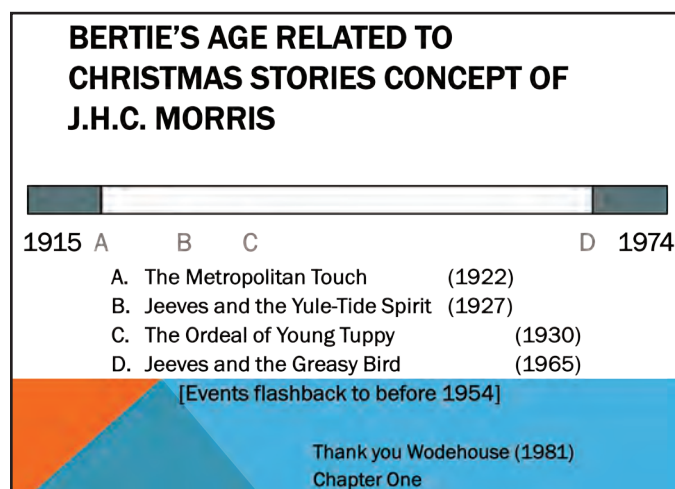 BERTIE'S AGE RELATED TO
CHRISTMAS STORIES CONCEPT OF
J.H.C. MORRIS
1915 A B C D 1974
A. The Metropolitan Touch (1922)
B. Jeeves and the Yule-Tide Spirit (1927)
C. The Ordeal of Young Tuppy (1930)
D. Jeeves and the Greasy Bird (1965)
[Events flashback to before 1954]
Thank you Wodehouse (1981)
Chapter One